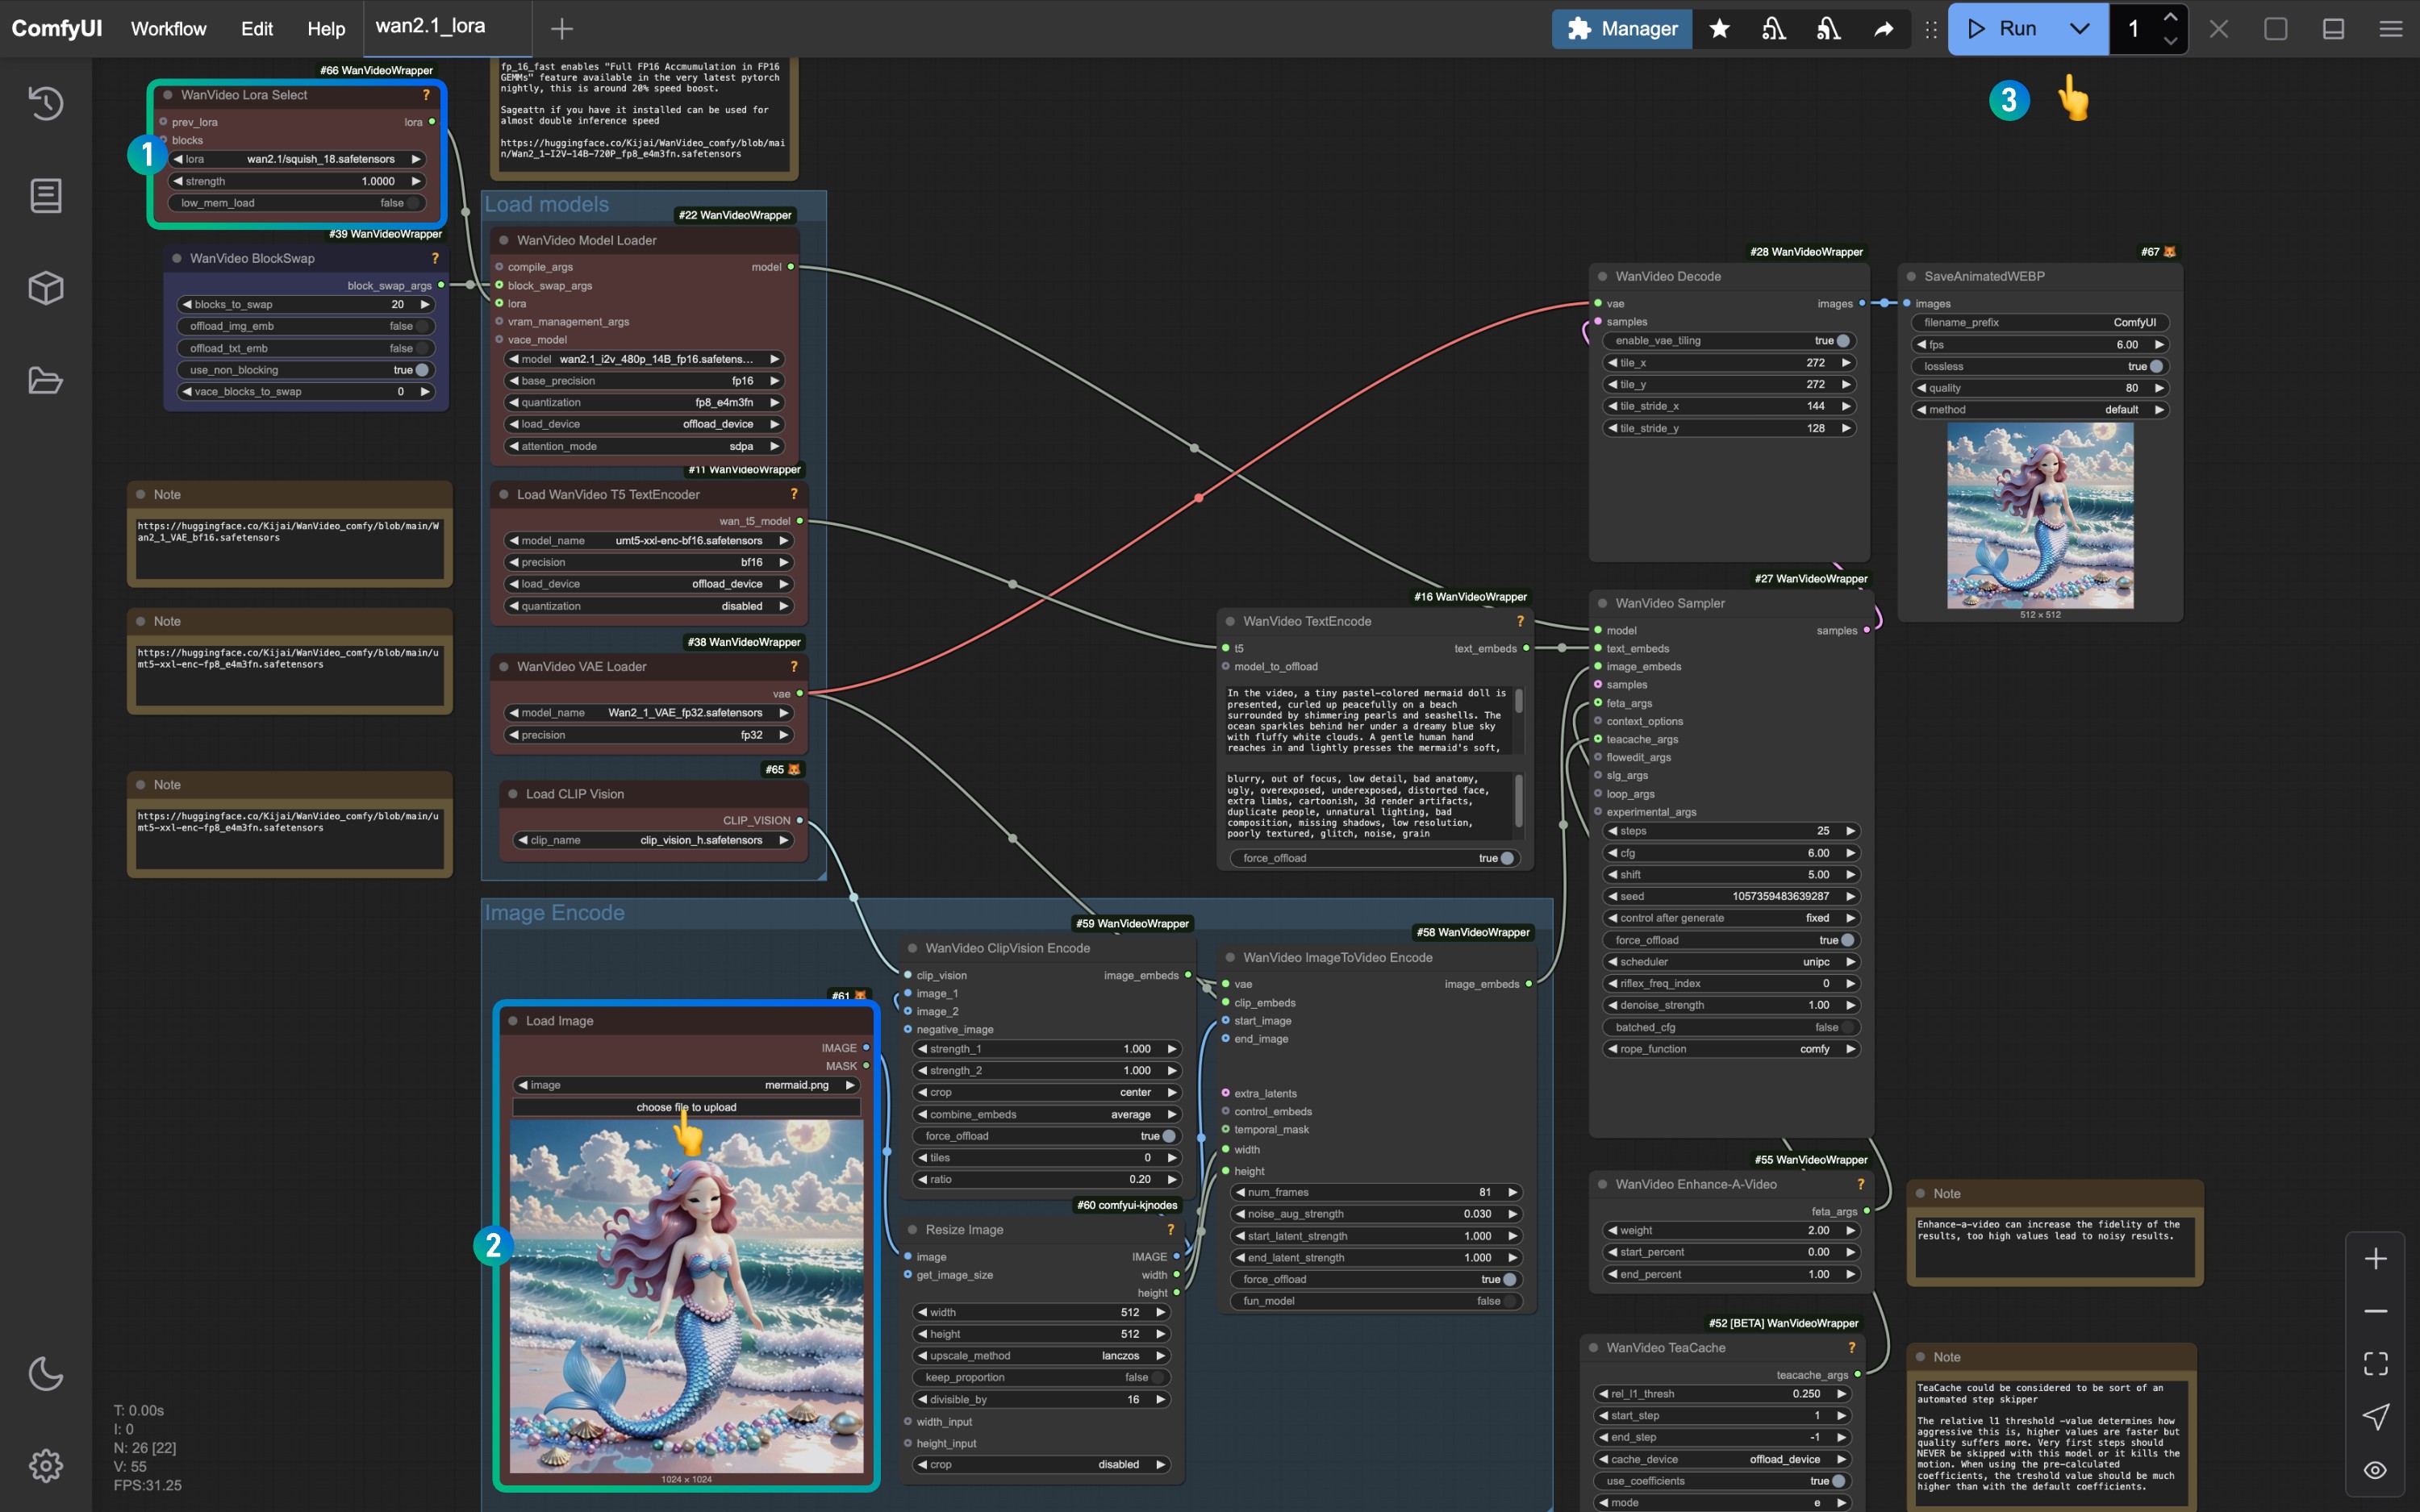 ComfyUI
Workflow
Edit
Help
wan2.1_lora
Manager
Run
1
3
#66 WanVideoWrapper
WanVideo Lora Select
?
prev_lora
lora
blocks
1
lora wan2.1/squish_18.safetensors
strength 1.0000
low_mem_load false
#39 WanVideoWrapper
WanVideo BlockSwap
?
block_swap_args
blocks_to_swap 20
offload_img_emb false
offload_txt_emb false
use_non_blocking true
vace_blocks_to_swap 0
fp_16_fast enables "Full FP16 Accmumulation in FP16
GEMMs" feature available in the very latest pytorch
nightly, this is around 20% speed boost.
Sageattn if you have it installed can be used for
almost double inference speed
https://huggingface.co/Kijai/WanVideo_comfy/blob/mai
n/Wan2_1-I2V-14B-720P_fp8_e4m3fn.safetensors
Load models
#22 WanVideoWrapper
WanVideo Model Loader
compile_args model
block_swap_args
lora
vram_management_args
vace_model
model wan2.1_i2v_480p_14B_fp16.safetens...
base_precision fp16
quantization fp8_e4m3fn
load_device offload_device
attention_mode sdpa
#11 WanVideoWrapper
Load WanVideo T5 TextEncoder
?
wan_t5_model
model_name umt5-xxl-enc-bf16.safetensors
precision bf16
load_device offload_device
quantization disabled
#38 WanVideoWrapper
WanVideo VAE Loader
?
vae
model_name Wan2_1_VAE_fp32.safetensors
precision fp32
#65
Load CLIP Vision
CLIP_VISION
clip_name clip_vision_h.safetensors
Note
https://huggingface.co/Kijai/WanVideo_comfy/blob/main/W
an2_1_VAE_bf16.safetensors
Note
https://huggingface.co/Kijai/WanVideo_comfy/blob/main/u
mt5-xxl-enc-fp8_e4m3fn.safetensors
Note
https://huggingface.co/Kijai/WanVideo_comfy/blob/main/u
mt5-xxl-enc-fp8_e4m3fn.safetensors
#28 WanVideoWrapper
WanVideo Decode
vae images
samples
enable_vae_tiling true
tile_x 272
tile_y 272
tile_stride_x 144
tile_stride_y 128
#67
SaveAnimatedWEBP
images
filename_prefix ComfyUI
fps 6.00
lossless true
quality 80
method default
512 × 512
#16 WanVideoWrapper
WanVideo TextEncode
?
t5 text_embeds
model_to_offload
In the video, a tiny pastel-colored mermaid doll is
presented, curled up peacefully on a beach
surrounded by shimmering pearls and seashells. The
ocean sparkles behind her under a dreamy blue sky
with fluffy white clouds. A gentle human hand
reaches in and lightly presses the mermaid's soft,
blurry, out of focus, low detail, bad anatomy,
ugly, overexposed, underexposed, distorted face,
extra limbs, cartoonish, 3d render artifacts,
duplicate people, unnatural lighting, bad
composition, missing shadows, low resolution,
poorly textured, glitch, noise, grain
force_offload true
#27 WanVideoWrapper
WanVideo Sampler
model samples
text_embeds
image_embeds
samples
feta_args
context_options
teacache_args
flowedit_args
slg_args
loop_args
experimental_args
steps 25
cfg 6.00
shift 5.00
seed 1057359483639287
control after generate fixed
force_offload true
scheduler unipc
riflex_freq_index 0
denoise_strength 1.00
batched_cfg false
rope_function comfy
Image Encode
#61
Load Image
IMAGE
MASK
image mermaid.png
choose file to upload
2
1024 × 1024
#59 WanVideoWrapper
WanVideo ClipVision Encode
clip_vision image_embeds
image_1
image_2
negative_image
strength_1 1.000
strength_2 1.000
crop center
combine_embeds average
force_offload true
tiles 0
ratio 0.20
#60 comfyui-kjnodes
Resize Image
?
image IMAGE
get_image_size width
height
width 512
height 512
upscale_method lanczos
keep_proportion false
divisible_by 16
width_input
height_input
crop disabled
#58 WanVideoWrapper
WanVideo ImageToVideo Encode
vae image_embeds
clip_embeds
start_image
end_image
extra_latents
control_embeds
temporal_mask
width
height
num_frames 81
noise_aug_strength 0.030
start_latent_strength 1.000
end_latent_strength 1.000
force_offload true
fun_model false
#55 WanVideoWrapper
WanVideo Enhance-A-Video
?
feta_args
weight 2.00
start_percent 0.00
end_percent 1.00
Note
Enhance-a-video can increase the fidelity of the
results, too high values lead to noisy results.
#52 [BETA] WanVideoWrapper
WanVideo TeaCache
?
teacache_args
rel_l1_thresh 0.250
start_step 1
end_step -1
cache_device offload_device
use_coefficients true
mode e
Note
TeaCache could be considered to be sort of an
automated step skipper
The relative l1 threshold -value determines how
aggressive this is, higher values are faster but
quality suffers more. Very first steps should
NEVER be skipped with this model or it kills the
motion. When using the pre-calculated
coefficients, the treshold value should be much
higher than with the default coefficients.
T: 0.00s
I: 0
N: 26 [22]
V: 55
FPS:31.25